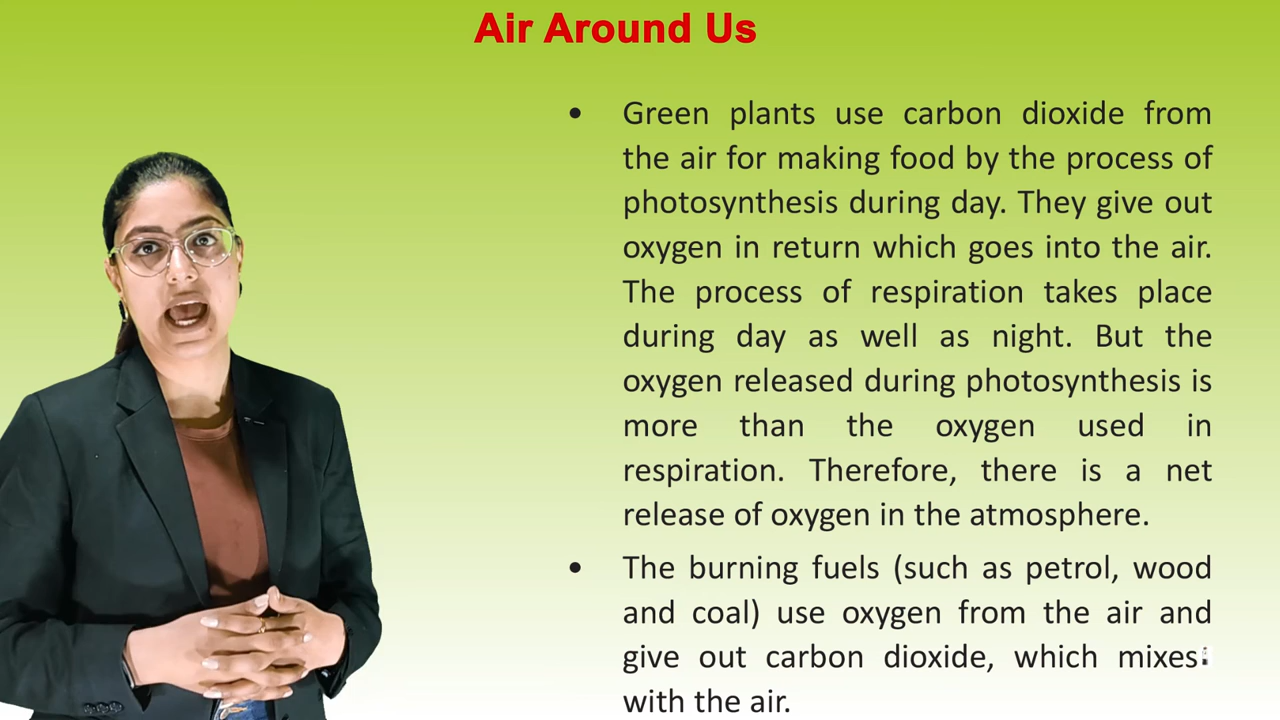 Air Around Us
• Green plants use carbon dioxide from
the air for making food by the process of
photosynthesis during day. They give out
oxygen in return which goes into the air.
The process of respiration takes place
during day as well as night. But the
oxygen released during photosynthesis is
more than the oxygen used in
respiration. Therefore, there is a net
release of oxygen in the atmosphere.
• The burning fuels (such as petrol, wood
and coal) use oxygen from the air and
give out carbon dioxide, which mixes
with the air.